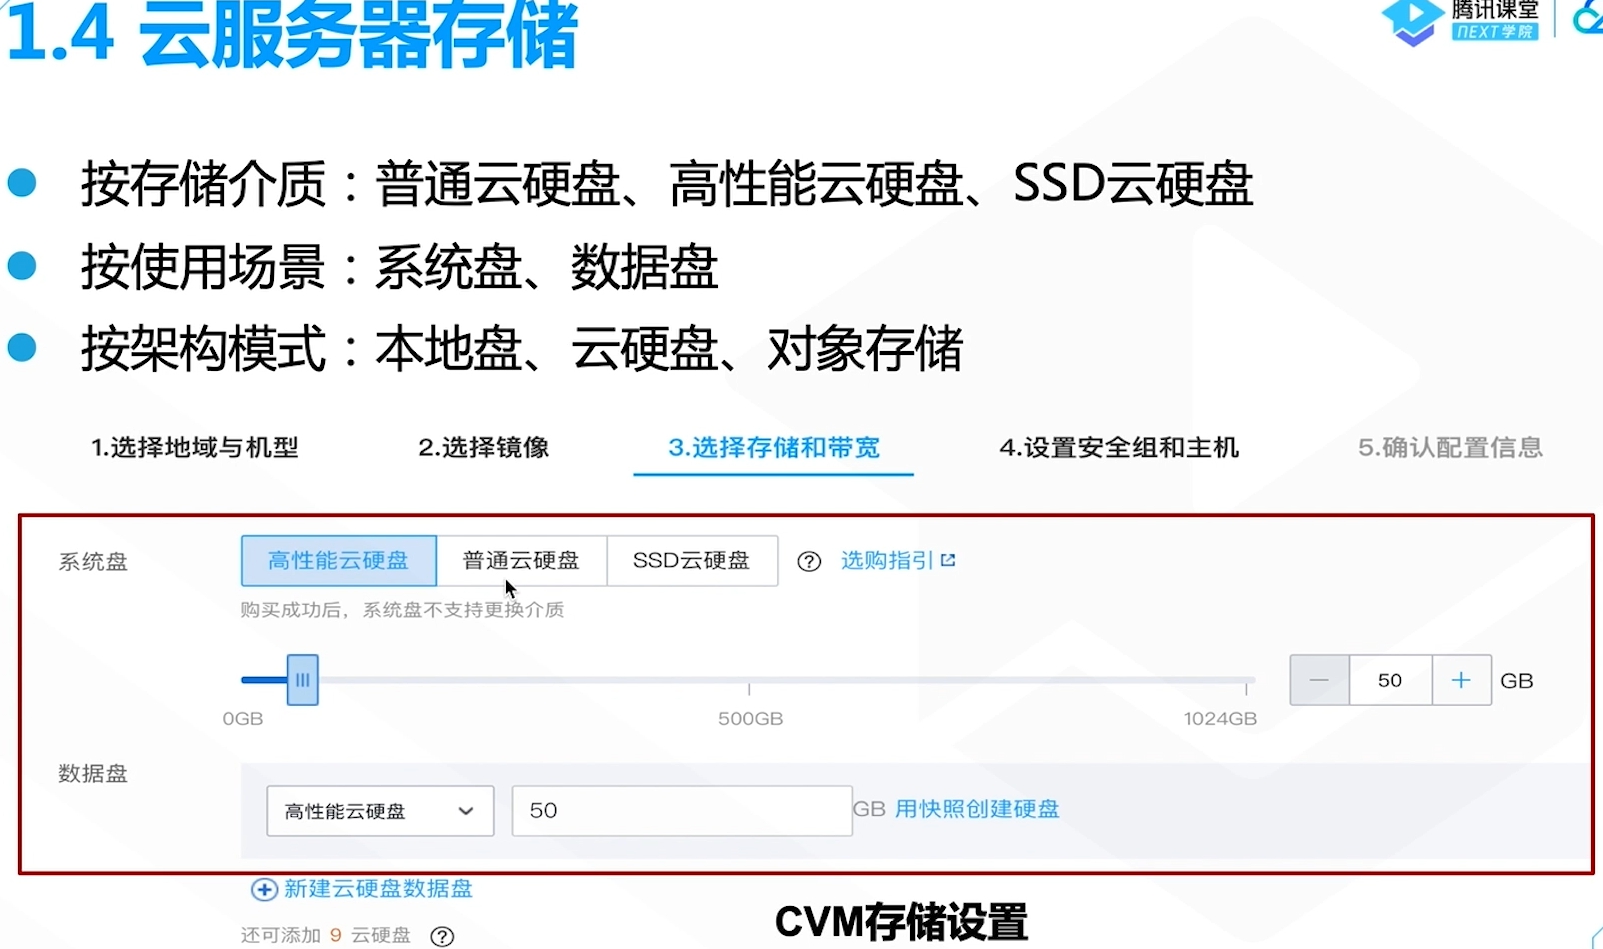 1.4 云服务器存储
腾讯课堂
NEXT学院
按存储介质：普通云硬盘、高性能云硬盘、SSD云硬盘
按使用场景：系统盘、数据盘
按架构模式：本地盘、云硬盘、对象存储
1.选择地域与机型 2.选择镜像 3.选择存储和带宽 4.设置安全组和主机 5.确认配置信息
系统盘 高性能云硬盘 普通云硬盘 SSD云硬盘 ? 选购指引
购买成功后，系统盘不支持更换介质
50 GB
0GB 500GB 1024GB
数据盘
高性能云硬盘 50 GB 用快照创建硬盘
新建云硬盘数据盘
CVM存储设置
还可添加 9 云硬盘 ?